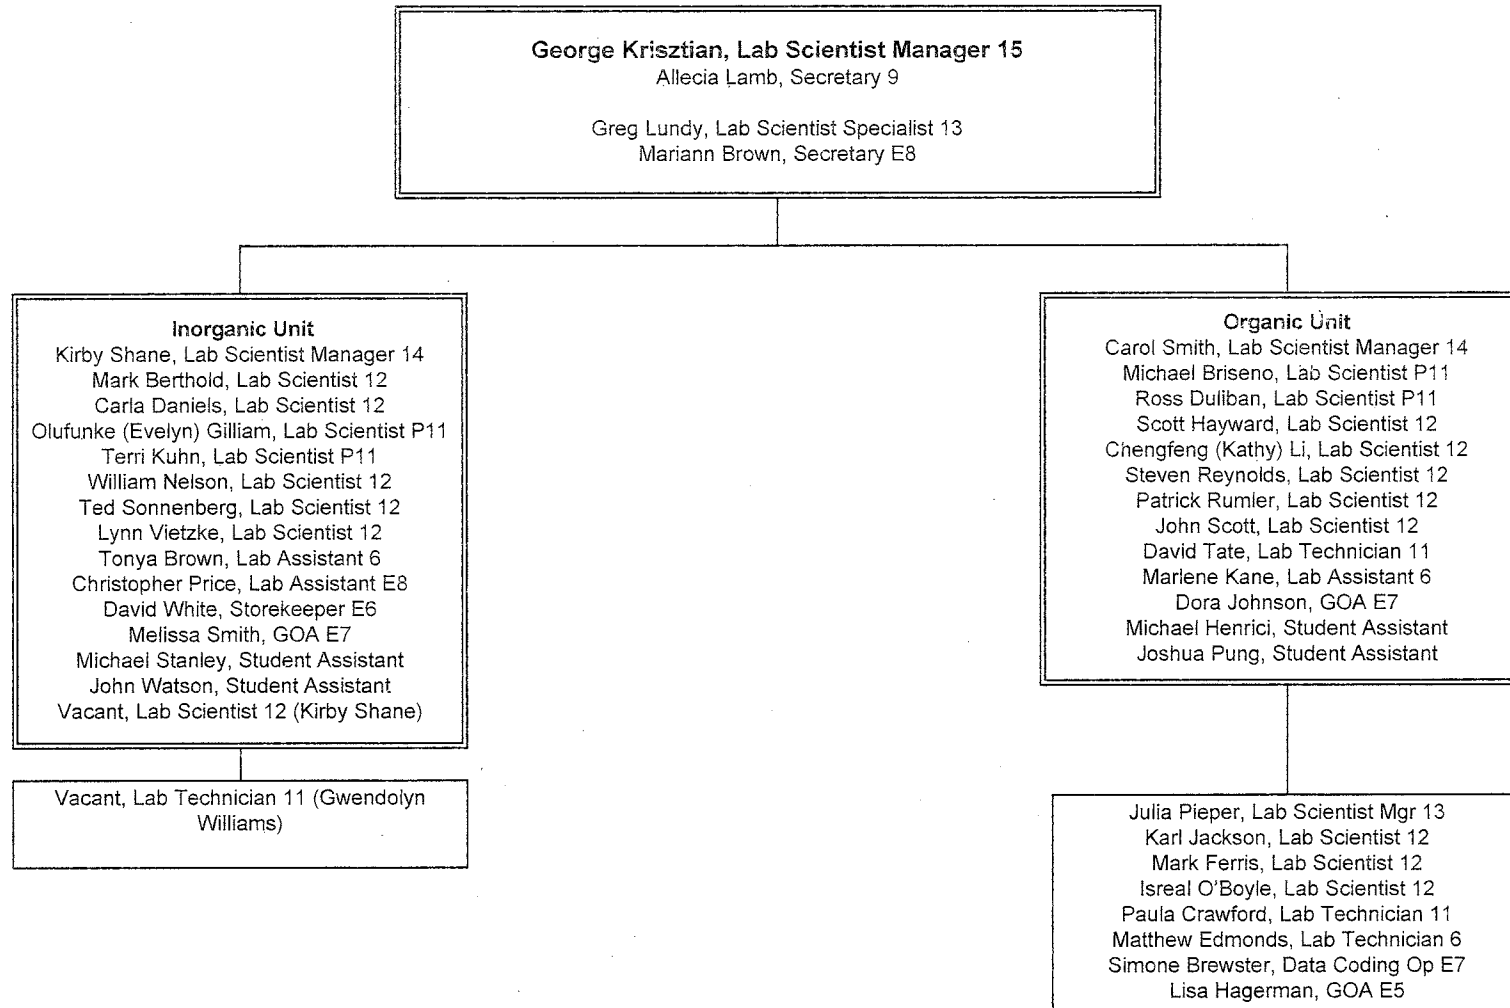 George Krisztian, Lab Scientist Manager 15
Allecia Lamb, Secretary 9
Greg Lundy, Lab Scientist Specialist 13
Mariann Brown, Secretary E8
Inorganic Unit
Kirby Shane, Lab Scientist Manager 14
Mark Berthold, Lab Scientist 12
Carla Daniels, Lab Scientist 12
Olufunke (Evelyn) Gilliam, Lab Scientist P11
Terri Kuhn, Lab Scientist P11
William Nelson, Lab Scientist 12
Ted Sonnenberg, Lab Scientist 12
Lynn Vietzke, Lab Scientist 12
Tonya Brown, Lab Assistant 6
Christopher Price, Lab Assistant E8
David White, Storekeeper E6
Melissa Smith, GOA E7
Michael Stanley, Student Assistant
John Watson, Student Assistant
Vacant, Lab Scientist 12 (Kirby Shane)
Vacant, Lab Technician 11 (Gwendolyn
Williams)
Organic Unit
Carol Smith, Lab Scientist Manager 14
Michael Briseno, Lab Scientist P11
Ross Duliban, Lab Scientist P11
Scott Hayward, Lab Scientist 12
Chengfeng (Kathy) Li, Lab Scientist 12
Steven Reynolds, Lab Scientist 12
Patrick Rumler, Lab Scientist 12
John Scott, Lab Scientist 12
David Tate, Lab Technician 11
Marlene Kane, Lab Assistant 6
Dora Johnson, GOA E7
Michael Henrici, Student Assistant
Joshua Pung, Student Assistant
Julia Pieper, Lab Scientist Mgr 13
Karl Jackson, Lab Scientist 12
Mark Ferris, Lab Scientist 12
Isreal O'Boyle, Lab Scientist 12
Paula Crawford, Lab Technician 11
Matthew Edmonds, Lab Technician 6
Simone Brewster, Data Coding Op E7
Lisa Hagerman, GOA E5